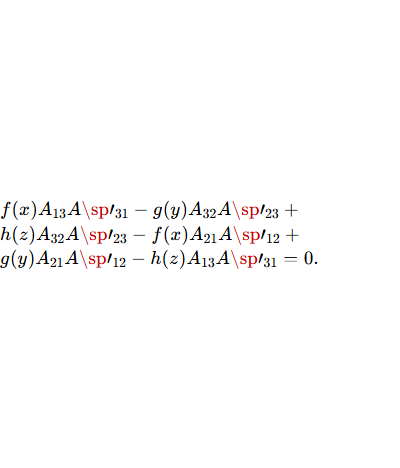 f(x)A₁₃A\sp′₃₁ − g(y)A₃₂A\sp′₂₃ +
h(z)A₃₂A\sp′₂₃ − f(x)A₂₁A\sp′₁₂ +
g(y)A₂₁A\sp′₁₂ − h(z)A₁₃A\sp′₃₁ = 0.